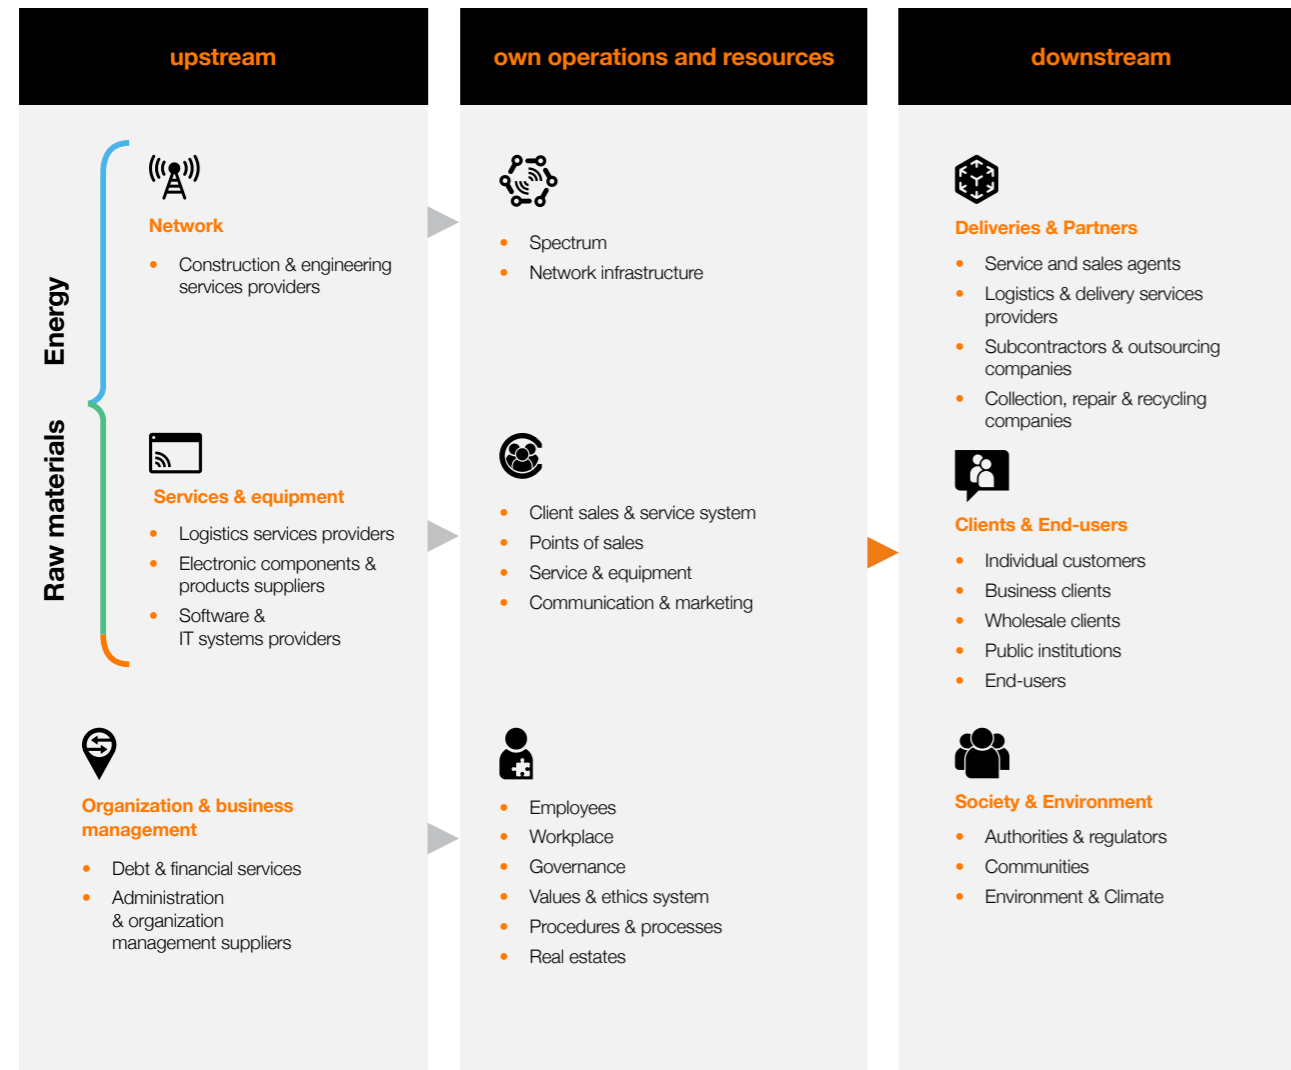 upstream
Energy
Raw materials
Network
• Construction & engineering
services providers
Services & equipment
• Logistics services providers
• Electronic components &
products suppliers
• Software &
IT systems providers
Organization & business
management
• Debt & financial services
• Administration
& organization
management suppliers
own operations and resources
• Spectrum
• Network infrastructure
• Client sales & service system
• Points of sales
• Service & equipment
• Communication & marketing
• Employees
• Workplace
• Governance
• Values & ethics system
• Procedures & processes
• Real estates
downstream
Deliveries & Partners
• Service and sales agents
• Logistics & delivery services
providers
• Subcontractors & outsourcing
companies
• Collection, repair & recycling
companies
Clients & End-users
• Individual customers
• Business clients
• Wholesale clients
• Public institutions
• End-users
Society & Environment
• Authorities & regulators
• Communities
• Environment & Climate